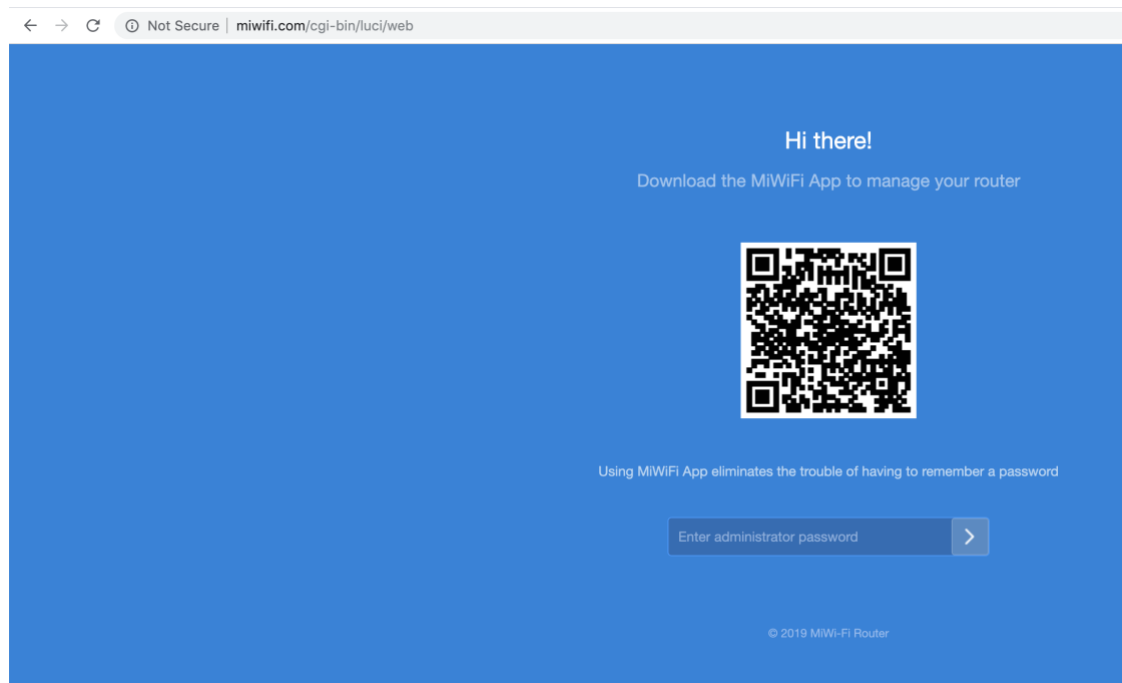 Not Secure | miwifi.com/cgi-bin/luci/web
Hi there!
Download the MiWiFi App to manage your router
Using MiWiFi App eliminates the trouble of having to remember a password
Enter administrator password
© 2019 MiWi-Fi Router